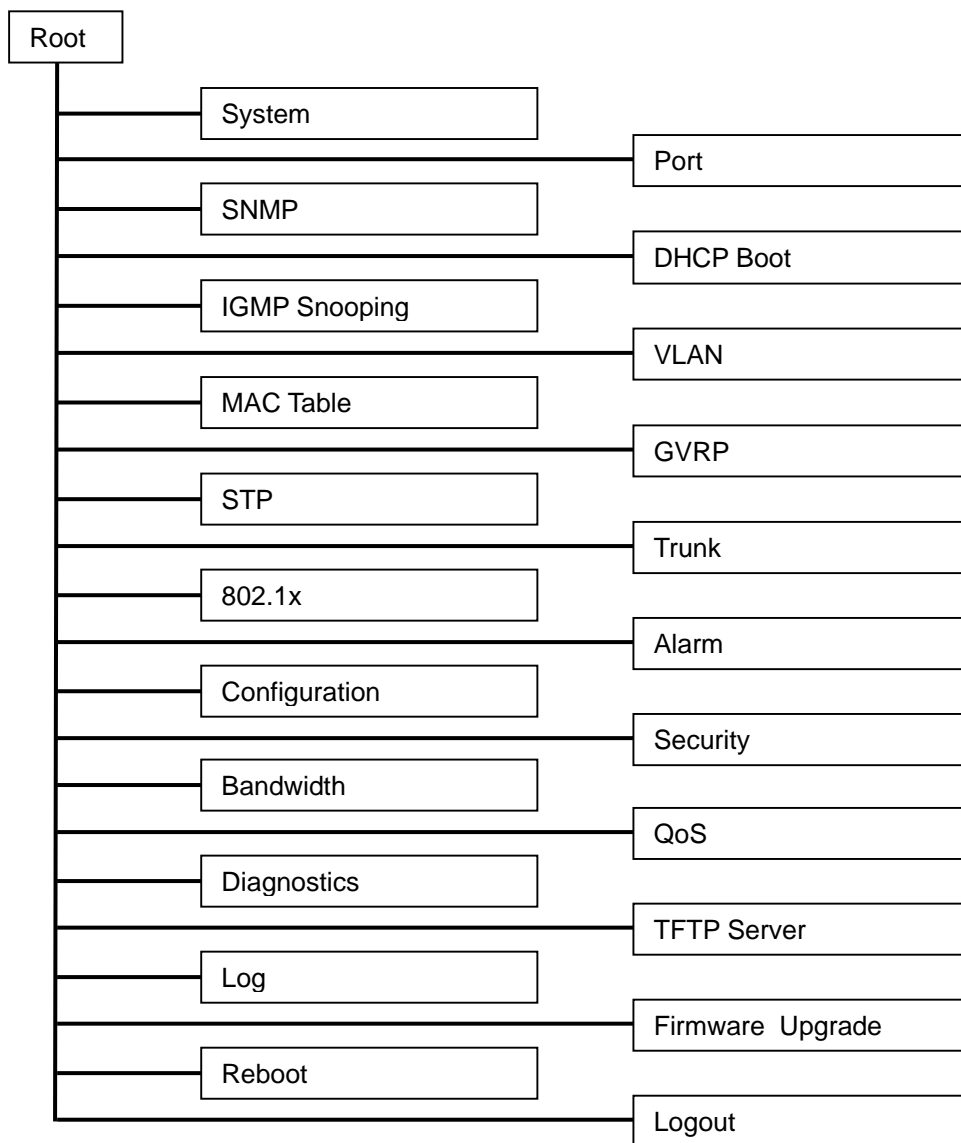 Root
System
Port
SNMP
DHCP Boot
IGMP Snooping
VLAN
MAC Table
GVRP
STP
Trunk
802.1x
Alarm
Configuration
Security
Bandwidth
QoS
Diagnostics
TFTP Server
Log
Firmware Upgrade
Reboot
Logout